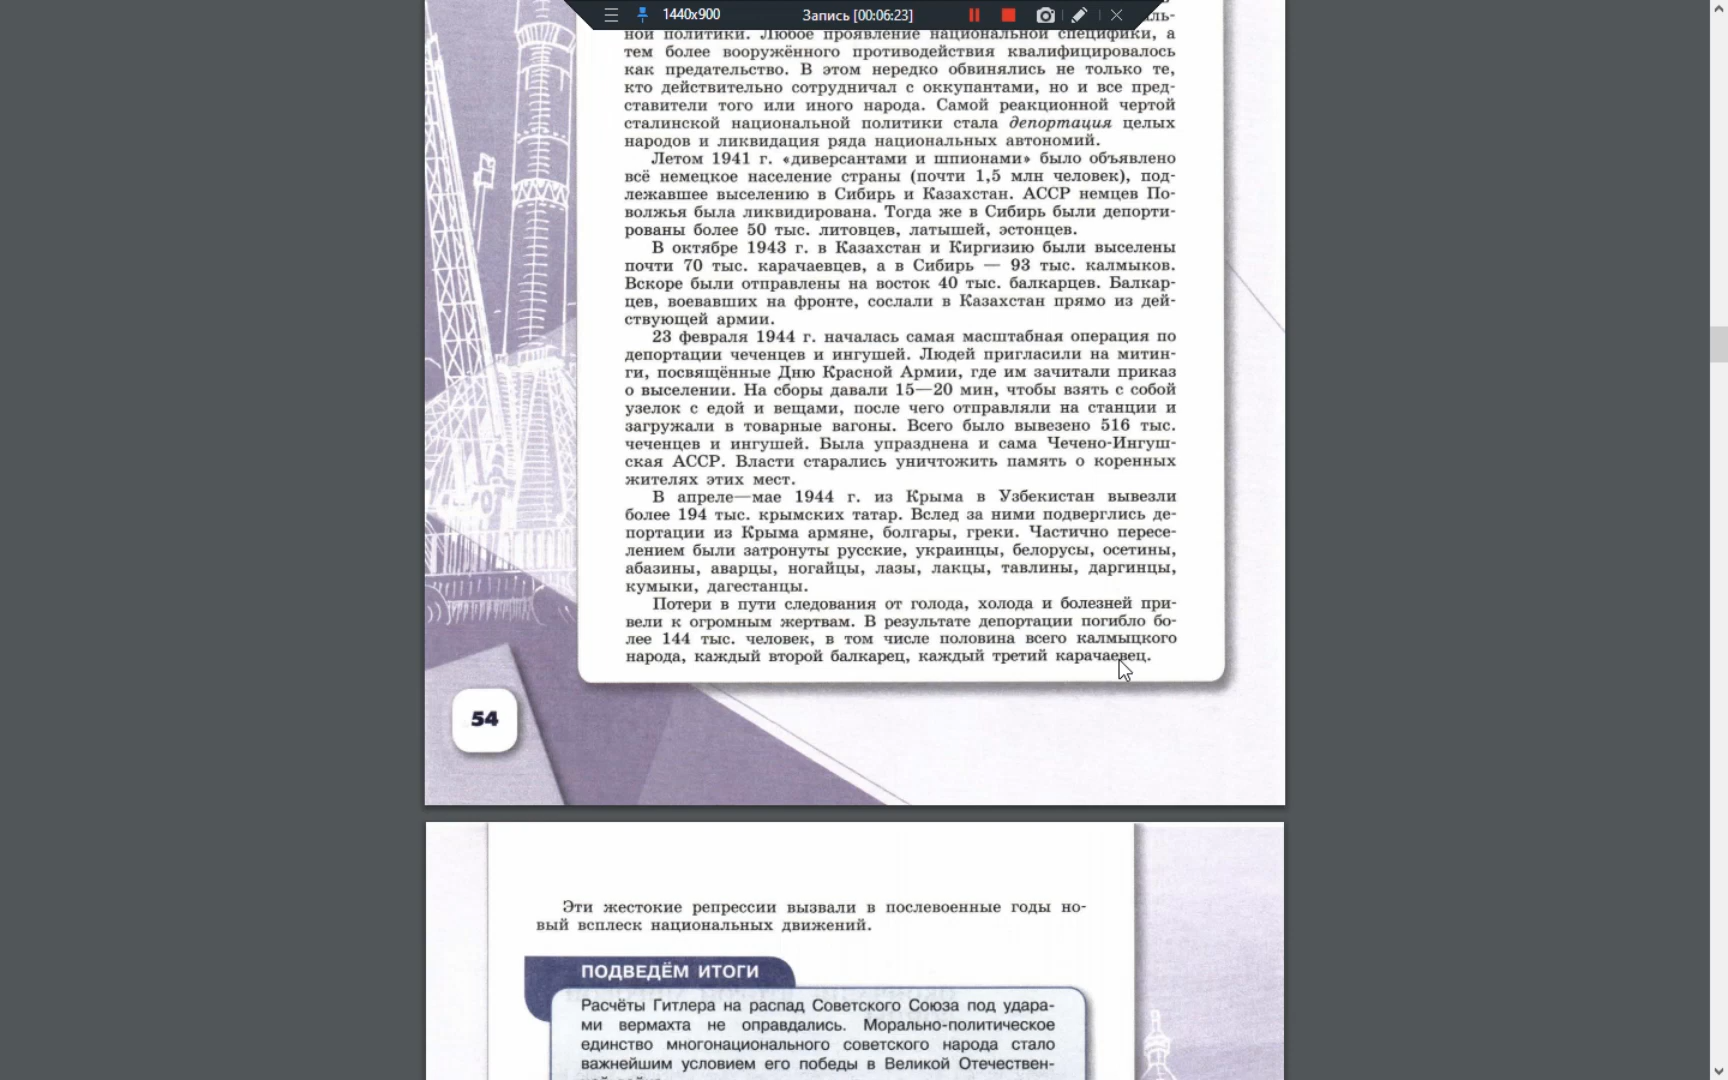 1440x900
Запись [00:06:23]
аль-
ной политики. Любое проявление национальной специфики, а
тем более вооружённого противодействия квалифицировалось
как предательство. В этом нередко обвинялись не только те,
кто действительно сотрудничал с оккупантами, но и все пред-
ставители того или иного народа. Самой реакционной чертой
сталинской национальной политики стала депортация целых
народов и ликвидация ряда национальных автономий.
Летом 1941 г. «диверсантами и шпионами» было объявлено
всё немецкое население страны (почти 1,5 млн человек), под-
лежавшее выселению в Сибирь и Казахстан. АССР немцев По-
волжья была ликвидирована. Тогда же в Сибирь были депорти-
рованы более 50 тыс. литовцев, латышей, эстонцев.
В октябре 1943 г. в Казахстан и Киргизию были выселены
почти 70 тыс. карачаевцев, а в Сибирь — 93 тыс. калмыков.
Вскоре были отправлены на восток 40 тыс. балкарцев. Балкар-
цев, воевавших на фронте, сослали в Казахстан прямо из дей-
ствующей армии.
23 февраля 1944 г. началась самая масштабная операция по
депортации чеченцев и ингушей. Людей пригласили на митин-
ги, посвящённые Дню Красной Армии, где им зачитали приказ
о выселении. На сборы давали 15—20 мин, чтобы взять с собой
узелок с едой и вещами, после чего отправляли на станции и
загружали в товарные вагоны. Всего было вывезено 516 тыс.
чеченцев и ингушей. Была упразднена и сама Чечено-Ингуш-
ская АССР. Власти старались уничтожить память о коренных
жителях этих мест.
В апреле—мае 1944 г. из Крыма в Узбекистан вывезли
более 194 тыс. крымских татар. Вслед за ними подверглись де-
портации из Крыма армяне, болгары, греки. Частично пересе-
лением были затронуты русские, украинцы, белорусы, осетины,
абазины, аварцы, ногайцы, лазы, лакцы, тавлины, даргинцы,
кумыки, дагестанцы.
Потери в пути следования от голода, холода и болезней при-
вели к огромным жертвам. В результате депортации погибло бо-
лее 144 тыс. человек, в том числе половина всего калмыцкого
народа, каждый второй балкарец, каждый третий карачаевец.
54
Эти жестокие репрессии вызвали в послевоенные годы но-
вый всплеск национальных движений.
ПОДВЕДЁМ ИТОГИ
Расчёты Гитлера на распад Советского Союза под удара-
ми вермахта не оправдались. Морально-политическое
единство многонационального советского народа стало
важнейшим условием его победы в Великой Отечествен-